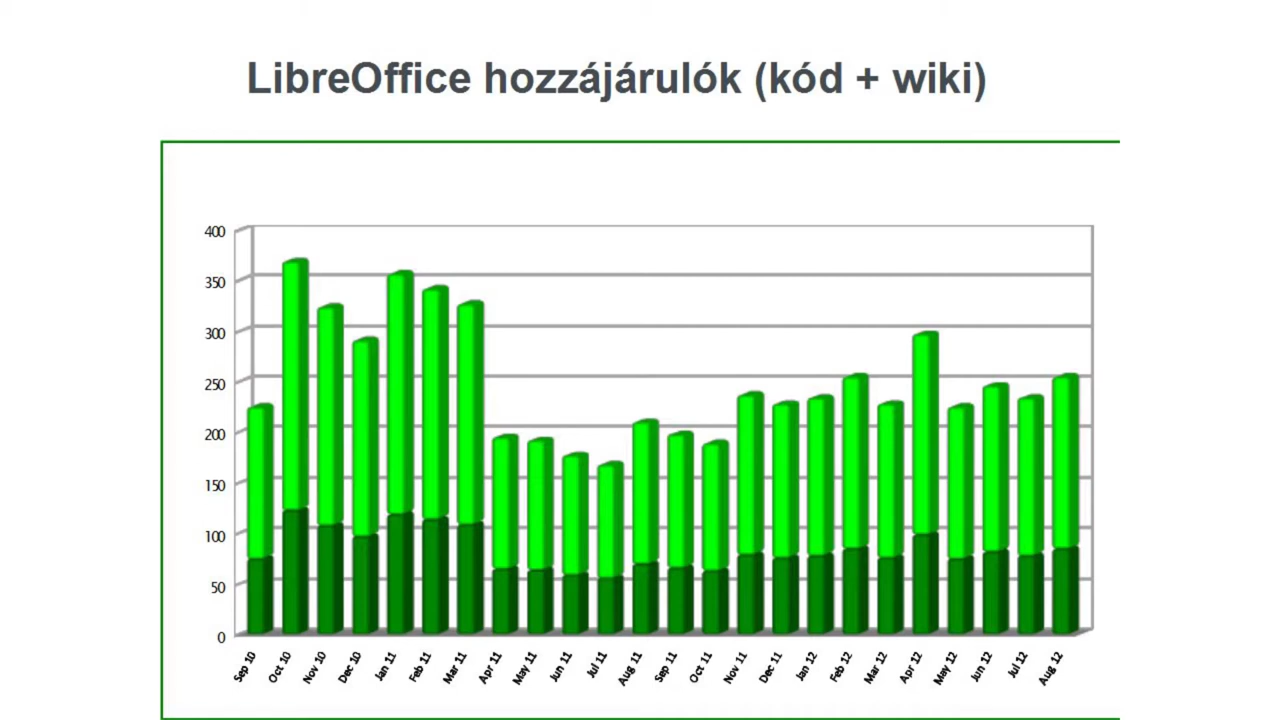 LibreOffice hozzájárulók (kód + wiki)
400
350
300
250
200
150
100
50
0
Sep 10
Oct 10
Nov 10
Dec 10
Jan 11
Feb 11
Mar 11
Apr 11
May 11
Jun 11
Jul 11
Aug 11
Sep 11
Oct 11
Nov 11
Dec 11
Jan 12
Feb 12
Mar 12
Apr 12
May 12
Jun 12
Jul 12
Aug 12